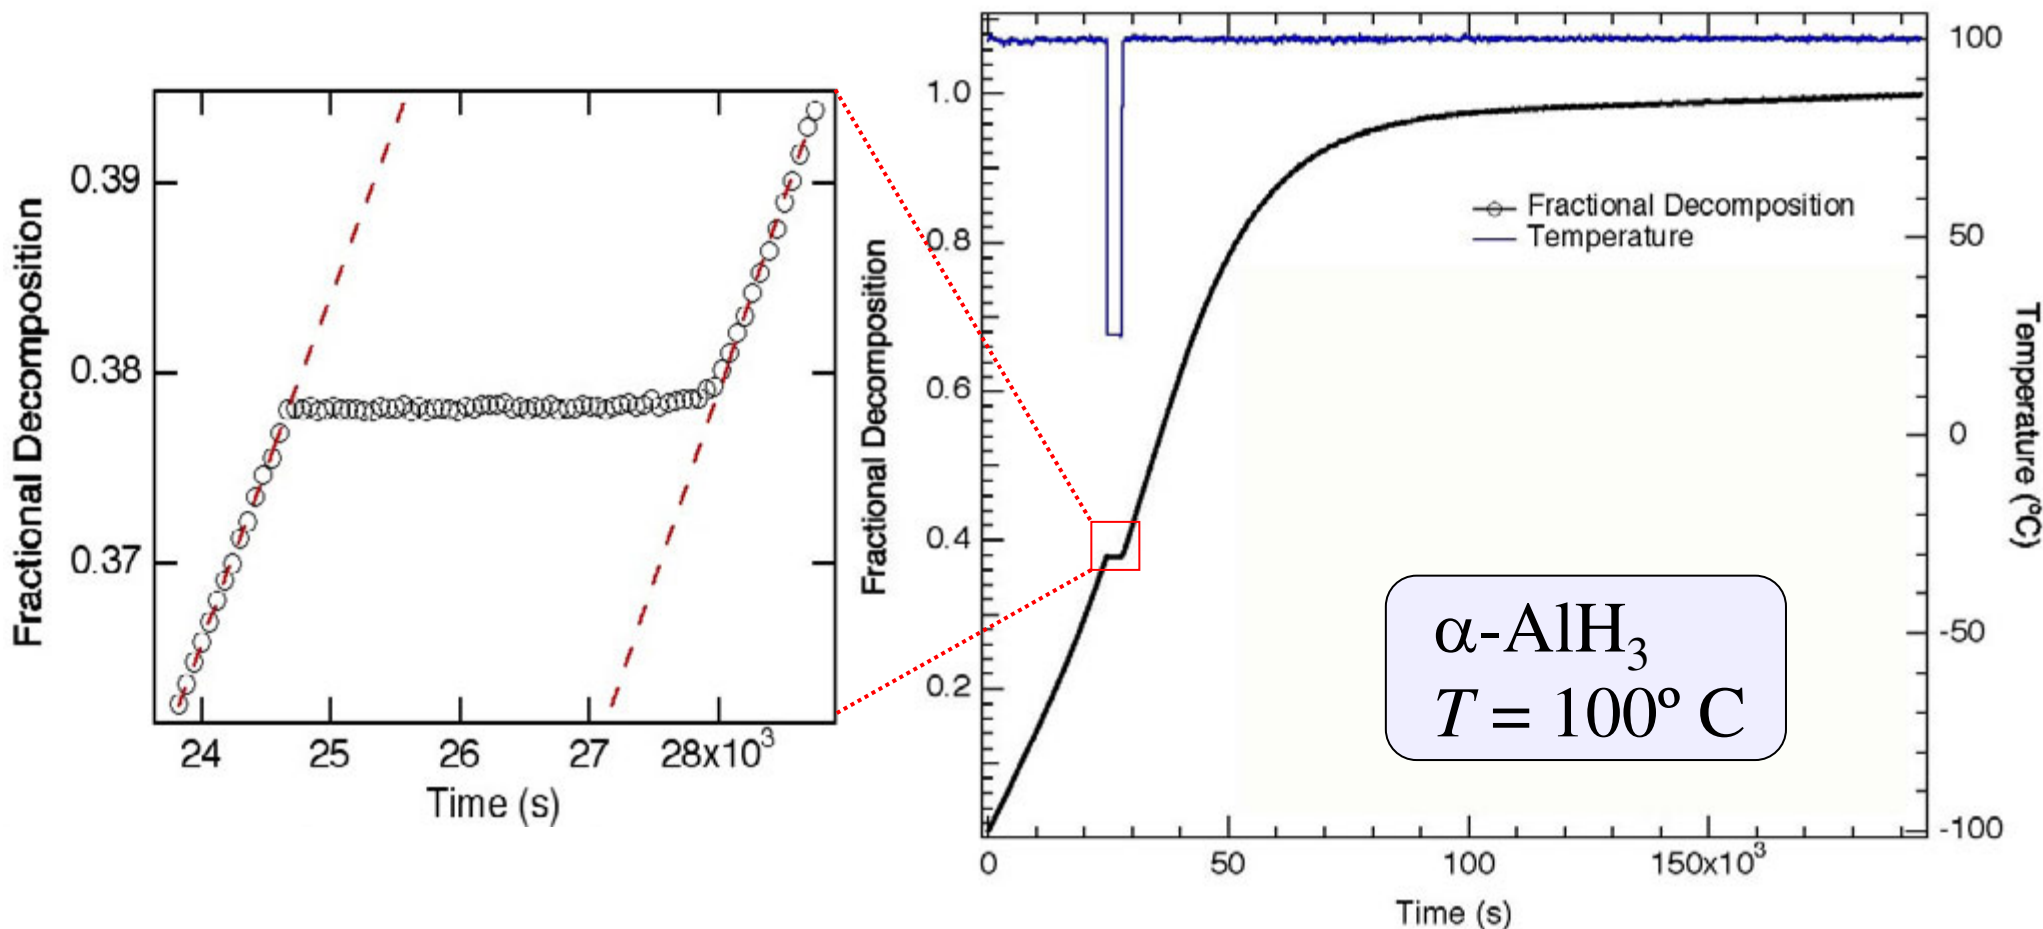 Fractional Decomposition
0.39
0.38
0.37
24 25 26 27 28x10³
Time (s)
Fractional Decomposition
1.0
0.8
0.6
0.4
0.2
0 50 100 150x10³
Time (s)
Fractional Decomposition
Temperature
100
50
0
-50
-100
Temperature (ºC)
α-AlH₃
T = 100º C